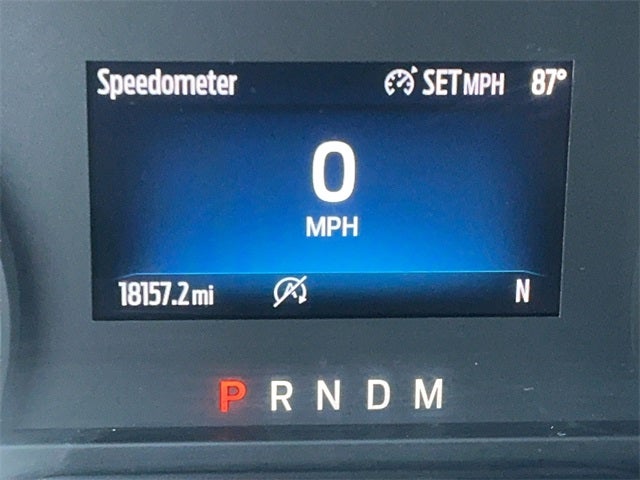 Speedometer SET MPH 87°
0
MPH
18157.2 mi A N
P R N D M